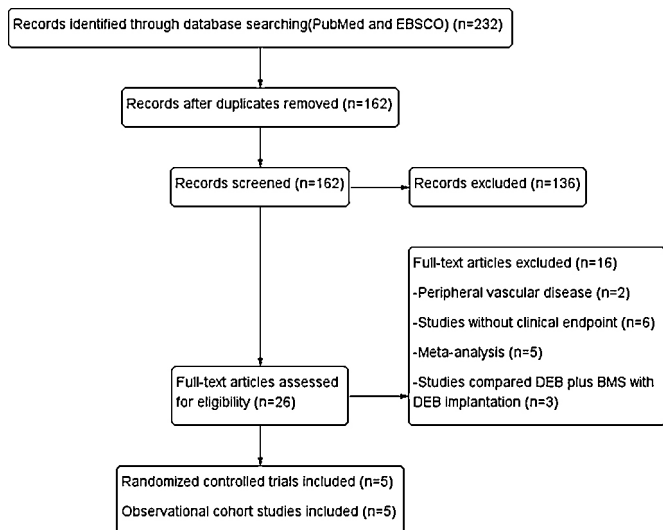 Records identified through database searching(PubMed and EBSCO) (n=232)
Records after duplicates removed (n=162)
Records screened (n=162)
Records excluded (n=136)
Full-text articles excluded (n=16)
-Peripheral vascular disease (n=2)
-Studies without clinical endpoint (n=6)
-Meta-analysis (n=5)
-Studies compared DEB plus BMS with
DEB implantation (n=3)
Full-text articles assessed
for eligibility (n=26)
Randomized controlled trials included (n=5)
Observational cohort studies included (n=5)